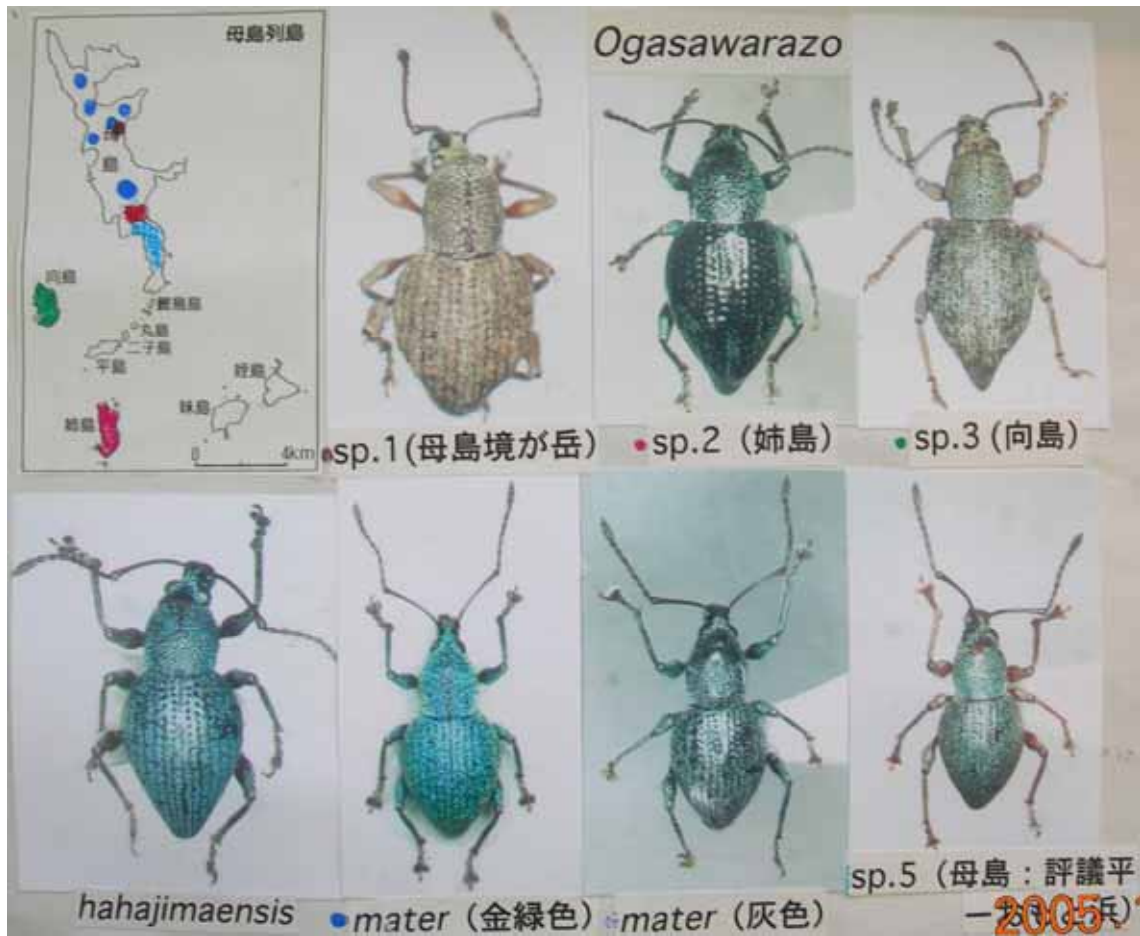 母島列島
Ogasawarazo
母
島
向島
丸島
二子島
平島
姪島
妹島
姉島
0 4km
sp.1(母島境が岳)
sp.2（姉島）
sp.3 (向島)
hahajimaensis
mater（金緑色）
mater（灰色）
sp.5（母島：評議平
浜)
2005.